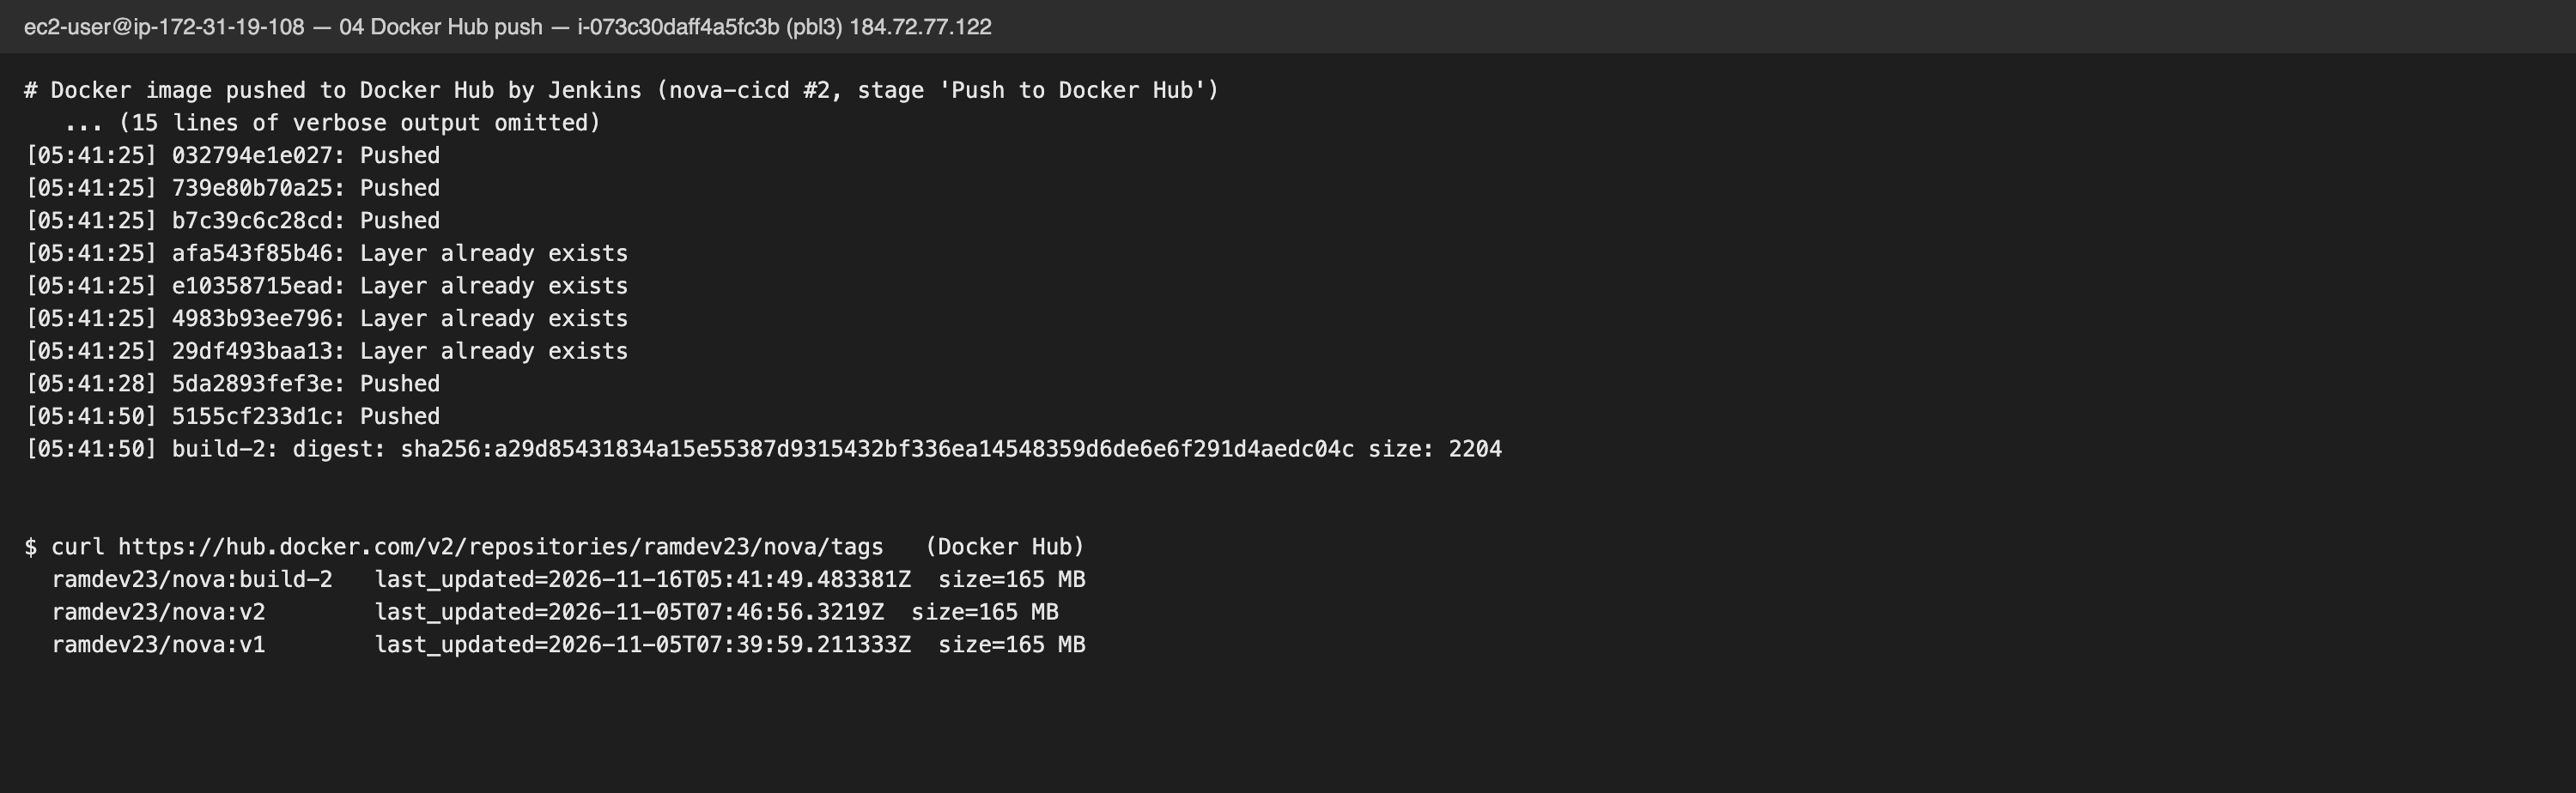 ec2-user@ip-172-31-19-108 — 04 Docker Hub push — i-073c30daff4a5fc3b (pbl3) 184.72.77.122
# Docker image pushed to Docker Hub by Jenkins (nova-cicd #2, stage 'Push to Docker Hub')
... (15 lines of verbose output omitted)
[05:41:25] 032794e1e027: Pushed
[05:41:25] 739e80b70a25: Pushed
[05:41:25] b7c39c6c28cd: Pushed
[05:41:25] afa543f85b46: Layer already exists
[05:41:25] e10358715ead: Layer already exists
[05:41:25] 4983b93ee796: Layer already exists
[05:41:25] 29df493baa13: Layer already exists
[05:41:28] 5da2893fef3e: Pushed
[05:41:50] 5155cf233d1c: Pushed
[05:41:50] build-2: digest: sha256:a29d85431834a15e55387d9315432bf336ea14548359d6de6e6f291d4aedc04c size: 2204
$ curl https://hub.docker.com/v2/repositories/ramdev23/nova/tags (Docker Hub)
ramdev23/nova:build-2 last_updated=2026-11-16T05:41:49.483381Z size=165 MB
ramdev23/nova:v2 last_updated=2026-11-05T07:46:56.3219Z size=165 MB
ramdev23/nova:v1 last_updated=2026-11-05T07:39:59.211333Z size=165 MB